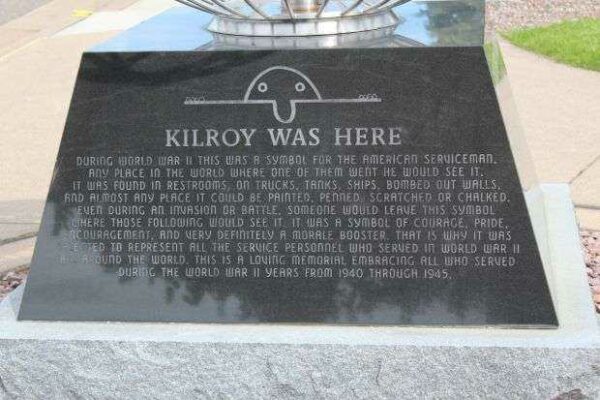 KILROY WAS HERE
DURING WORLD WAR II THIS WAS A SYMBOL FOR THE AMERICAN SERVICEMAN.
ANY PLACE IN THE WORLD WHERE ONE OF THEM WENT HE WOULD SEE IT.
IT WAS FOUND IN RESTROOMS, ON TRUCKS, TANKS, SHIPS, BOMBED OUT WALLS,
AND ALMOST ANY PLACE IT COULD BE PAINTED, PENNED, SCRATCHED OR CHALKED.
EVEN DURING AN INVASION OR BATTLE, SOMEONE WOULD LEAVE THIS SYMBOL
WHERE THOSE FOLLOWING WOULD SEE IT. IT WAS A SYMBOL OF COURAGE, PRIDE,
ENCOURAGEMENT, AND VERY DEFINITELY A MORALE BOOSTER. THAT IS WHY IT WAS
TO REPRESENT ALL THE SERVICE PERSONNEL WHO SERVED IN WORLD WAR II
ALL AROUND THE WORLD. THIS IS A LOVING MEMORIAL EMBRACING ALL WHO SERVED
DURING THE WORLD WAR II YEARS FROM 1940 THROUGH 1945.